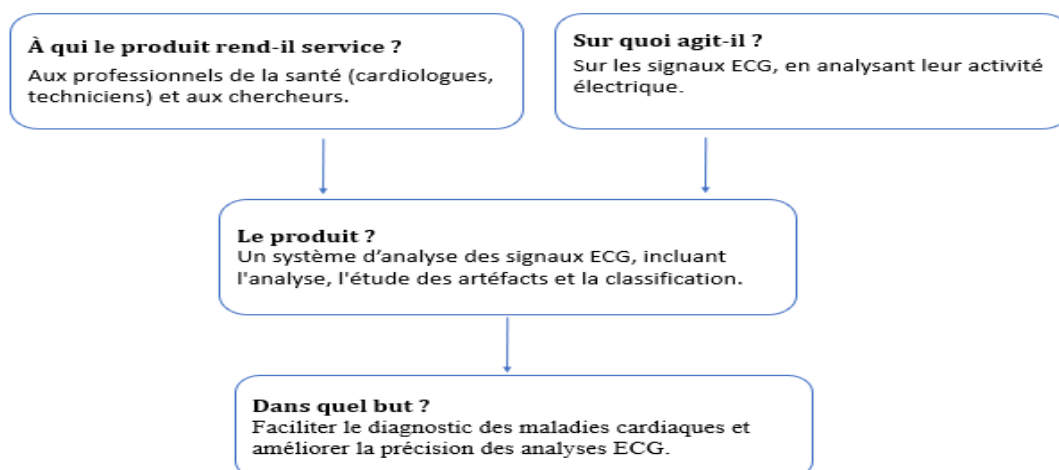 À qui le produit rend-il service ?
Aux professionnels de la santé (cardiologues,
techniciens) et aux chercheurs.
Sur quoi agit-il ?
Sur les signaux ECG, en analysant leur activité
électrique.
Le produit ?
Un système d’analyse des signaux ECG, incluant
l'analyse, l'étude des artéfacts et la classification.
Dans quel but ?
Faciliter le diagnostic des maladies cardiaques et
améliorer la précision des analyses ECG.